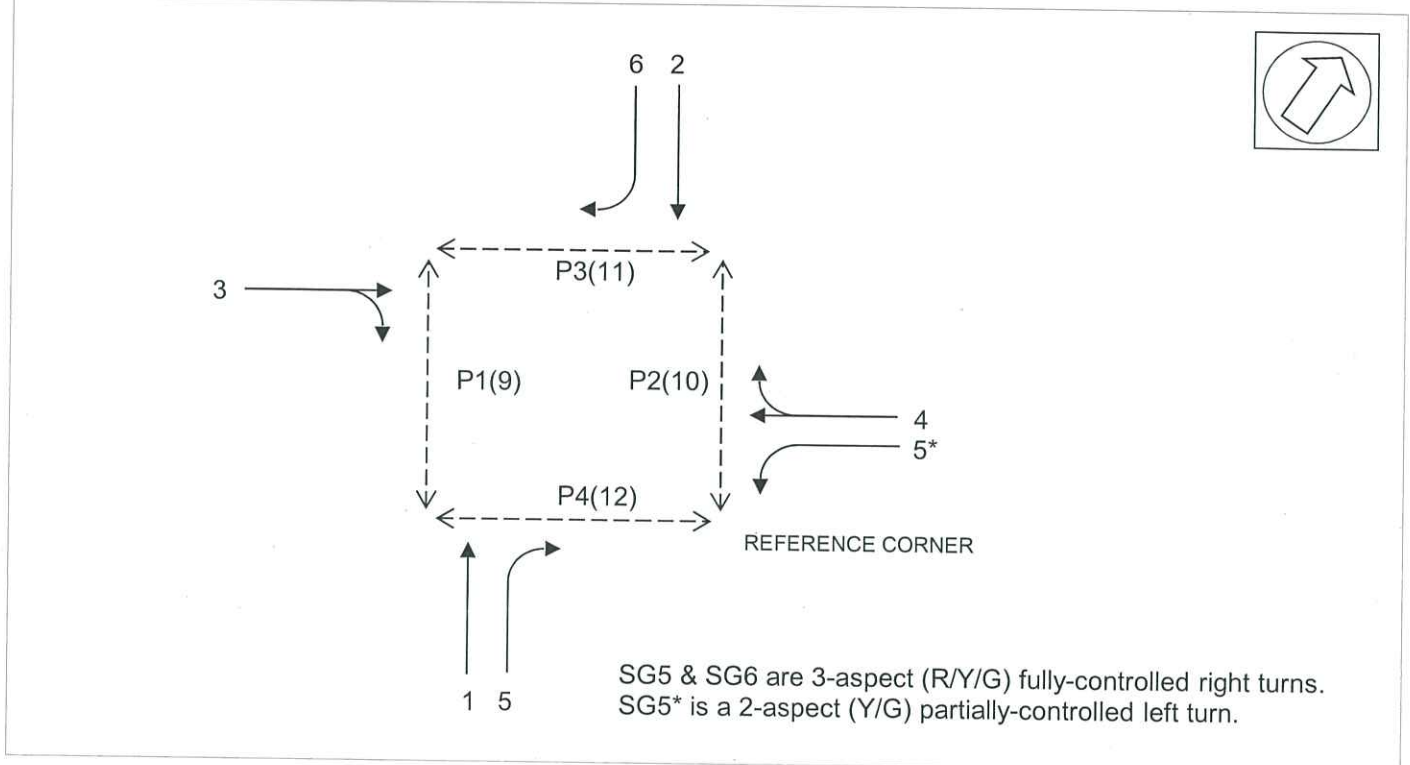 6 2
P3(11)
3
P1(9) P2(10)
4
5*
P4(12)
REFERENCE CORNER
1 5
SG5 & SG6 are 3-aspect (R/Y/G) fully-controlled right turns.
SG5* is a 2-aspect (Y/G) partially-controlled left turn.